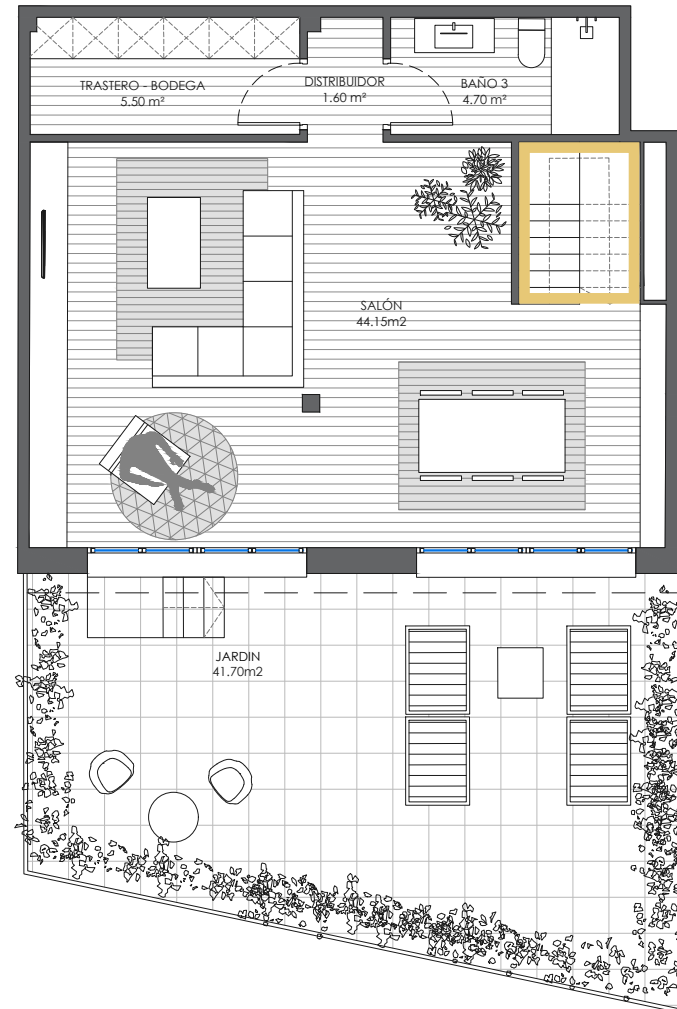 TRASTERO - BODEGA
5.50 m²
DISTRIBUIDOR
1.60 m²
BAÑO 3
4.70 m²
SALÓN
44.15m2
JARDIN
41.70m2